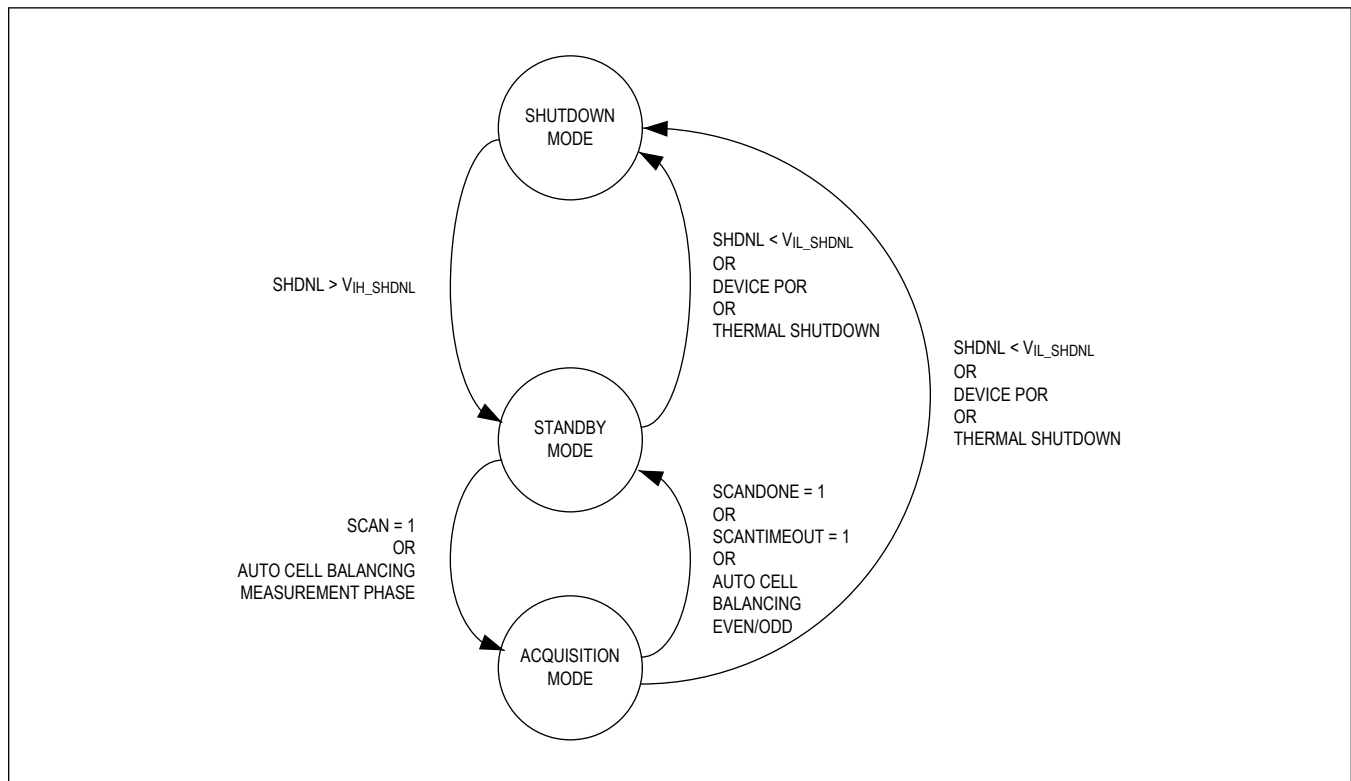 SHUTDOWN
MODE
SHDNL > VIH_SHDNL
SHDNL < VIL_SHDNL
OR
DEVICE POR
OR
THERMAL SHUTDOWN
SHDNL < VIL_SHDNL
OR
DEVICE POR
OR
THERMAL SHUTDOWN
STANDBY
MODE
SCAN = 1
OR
AUTO CELL BALANCING
MEASUREMENT PHASE
SCANDONE = 1
OR
SCANTIMEOUT = 1
OR
AUTO CELL
BALANCING
EVEN/ODD
ACQUISITION
MODE